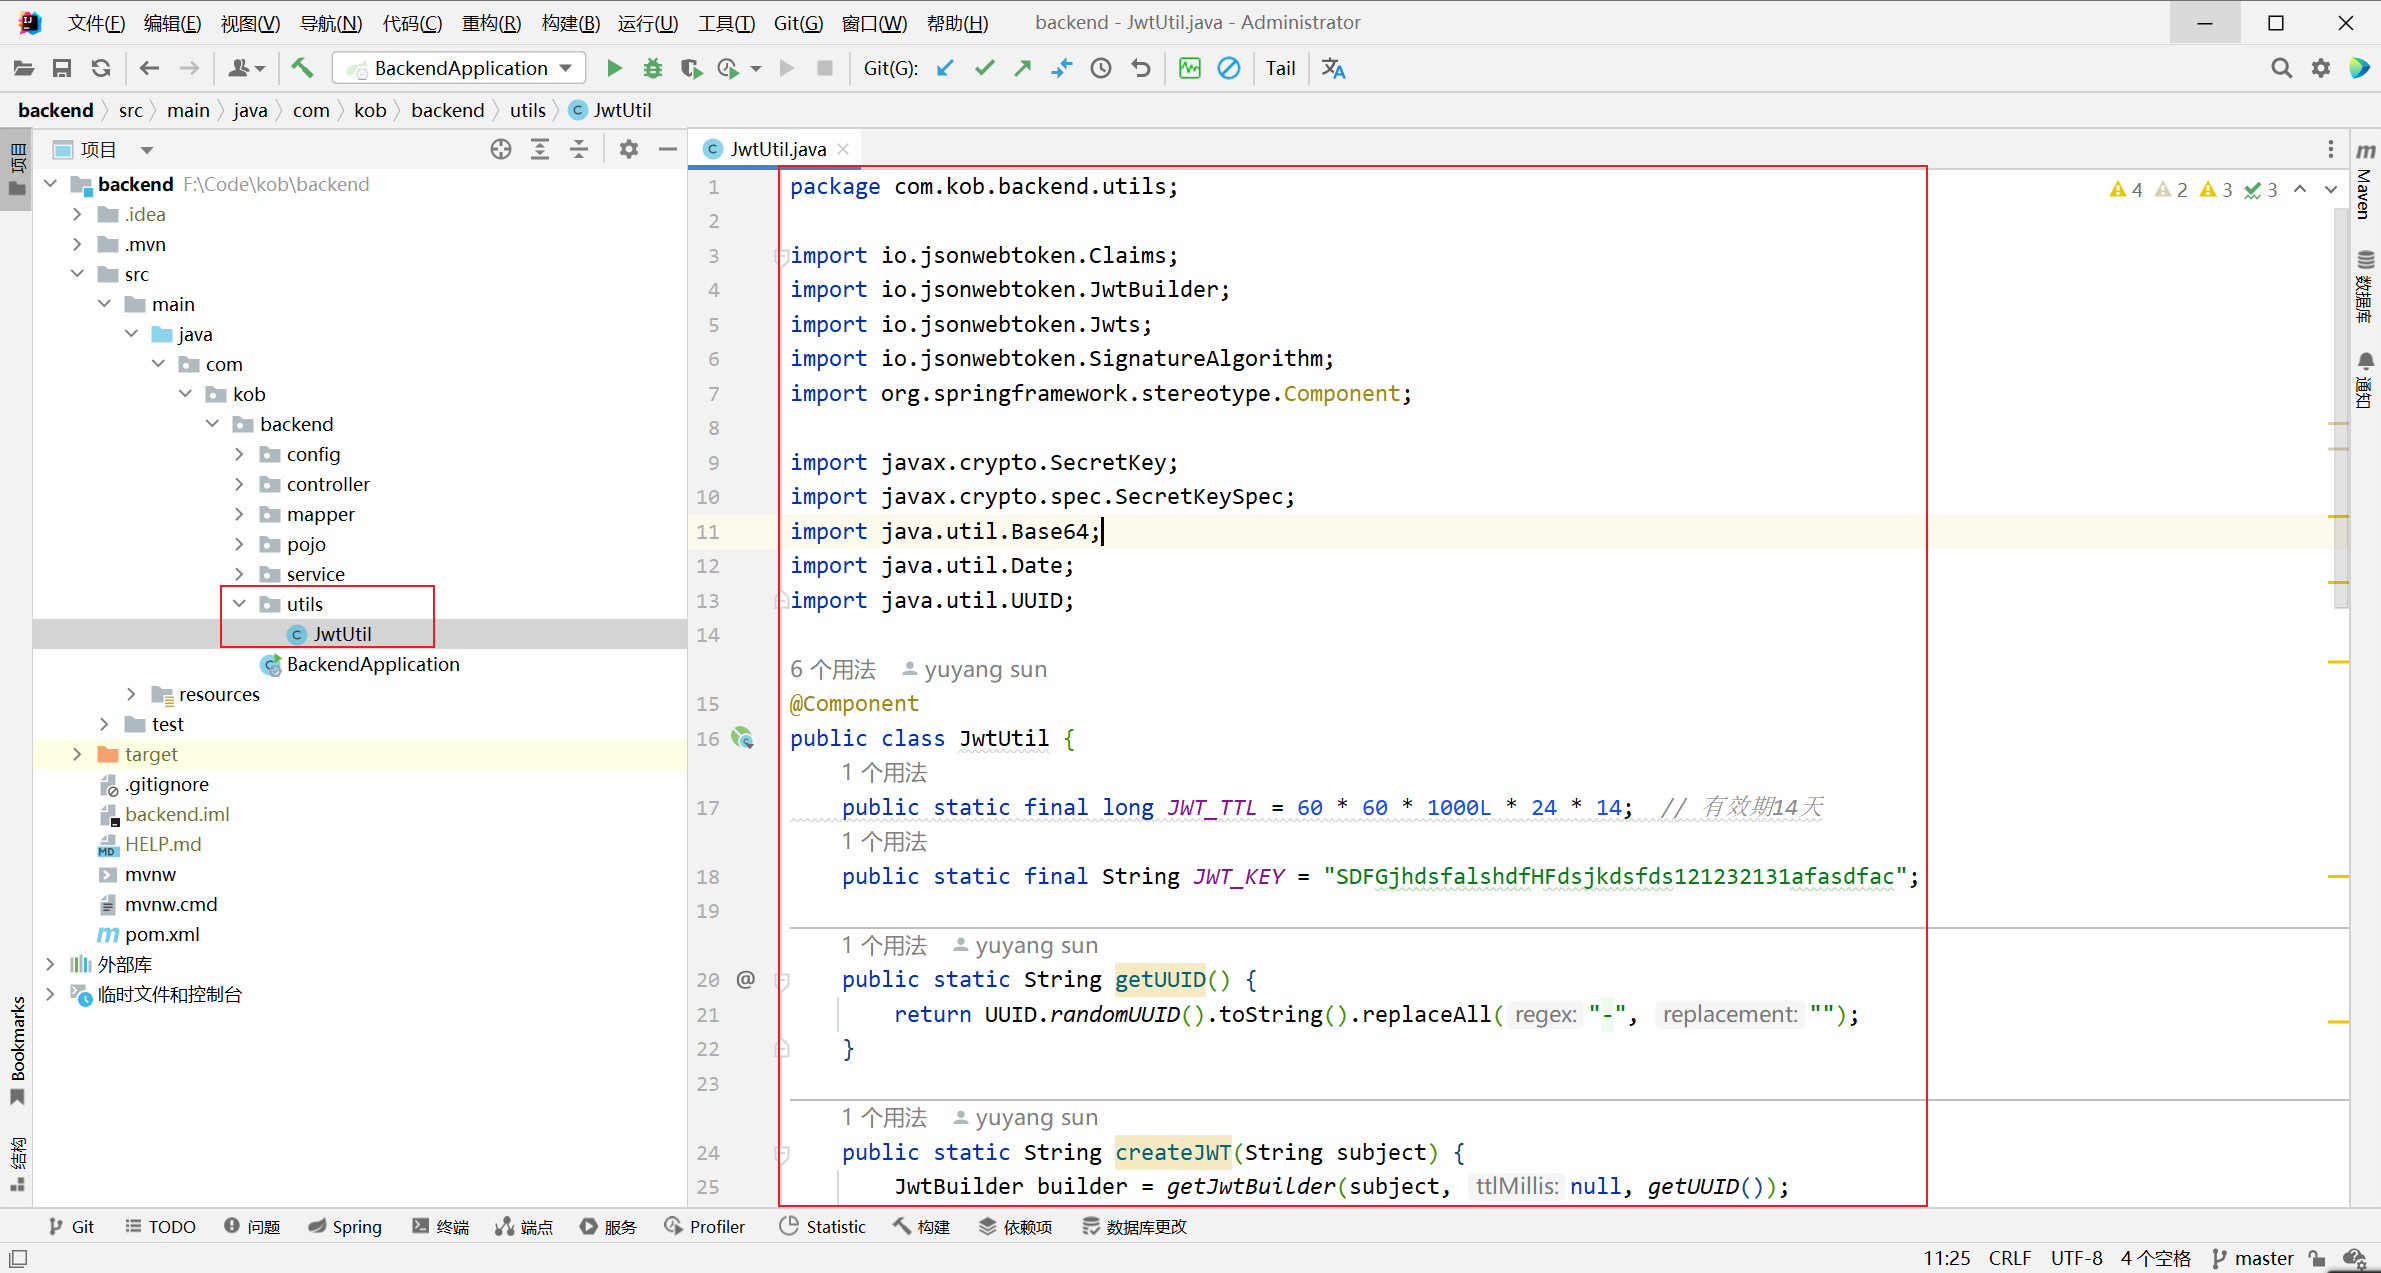 文件(F) 编辑(E) 视图(V) 导航(N) 代码(C) 重构(R) 构建(B) 运行(U) 工具(T) Git(G) 窗口(W) 帮助(H) backend - JwtUtil.java - Administrator
BackendApplication Git(G): Tail
backend src main java com kob backend utils JwtUtil
项目
项目
JwtUtil.java
Maven
数据库
通知
backend F:\Code\kob\backend
.idea
.mvn
src
main
java
com
kob
backend
config
controller
mapper
pojo
service
utils
JwtUtil
BackendApplication
resources
test
target
.gitignore
backend.iml
HELP.md
mvnw
mvnw.cmd
pom.xml
外部库
临时文件和控制台
Bookmarks
结构
4 2 3 3
1 package com.kob.backend.utils;
2
3 import io.jsonwebtoken.Claims;
4 import io.jsonwebtoken.JwtBuilder;
5 import io.jsonwebtoken.Jwts;
6 import io.jsonwebtoken.SignatureAlgorithm;
7 import org.springframework.stereotype.Component;
8
9 import javax.crypto.SecretKey;
10 import javax.crypto.spec.SecretKeySpec;
11 import java.util.Base64;
12 import java.util.Date;
13 import java.util.UUID;
14
6 个用法 yuyang sun
15 @Component
16 public class JwtUtil {
1 个用法
17 public static final long JWT_TTL = 60 * 60 * 1000L * 24 * 14; // 有效期14天
1 个用法
18 public static final String JWT_KEY = "SDFGjhdsfalshdfHFdsjkdsfds121232131afasdfac";
19
1 个用法 yuyang sun
20 @ public static String getUUID() {
21 return UUID.randomUUID().toString().replaceAll( regex: "-", replacement: "");
22 }
23
1 个用法 yuyang sun
24 public static String createJWT(String subject) {
25 JwtBuilder builder = getJwtBuilder(subject, ttlMillis: null, getUUID());
Git TODO 问题 Spring 终端 端点 服务 Profiler Statistic 构建 依赖项 数据库更改
11:25 CRLF UTF-8 4 个空格 master